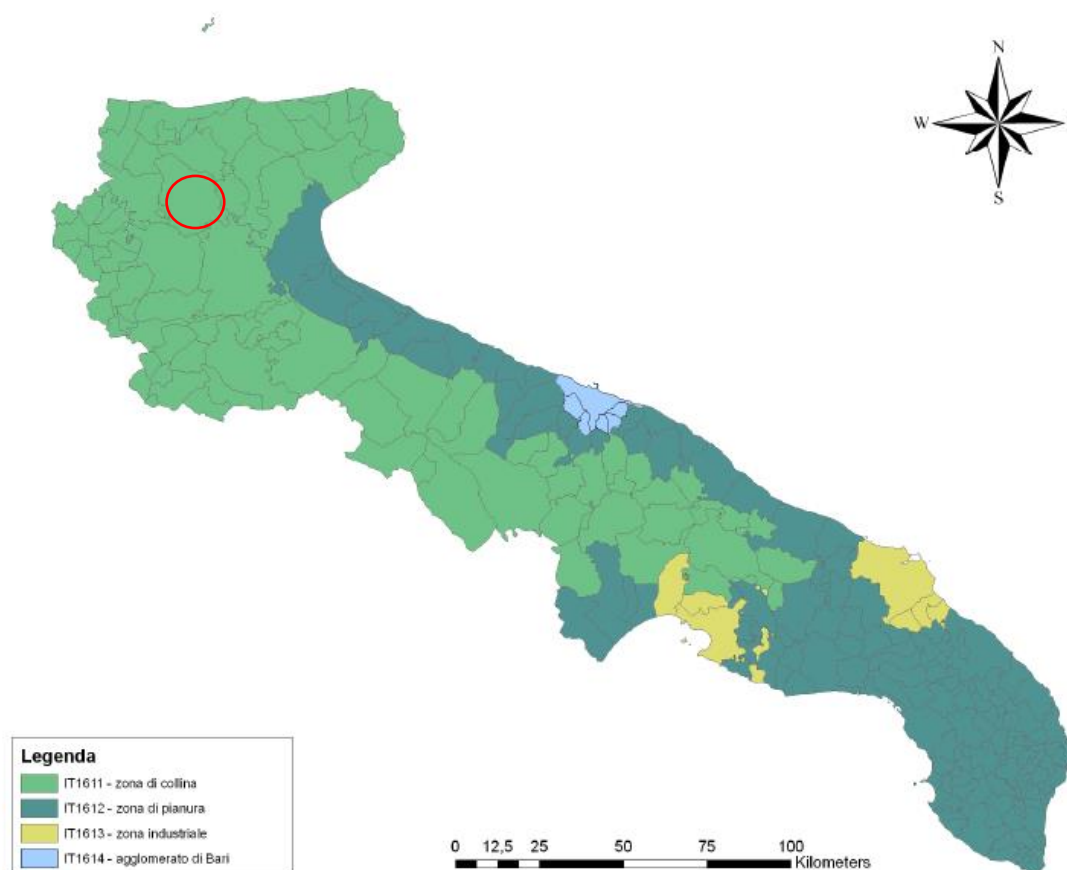 N
W
S
Legenda
IT1611 - zona di collina
IT1612 - zona di pianura
IT1613 - zona industriale
IT1614 - agglomerato di Bari
0 12,5 25 50 75 100
Kilometers